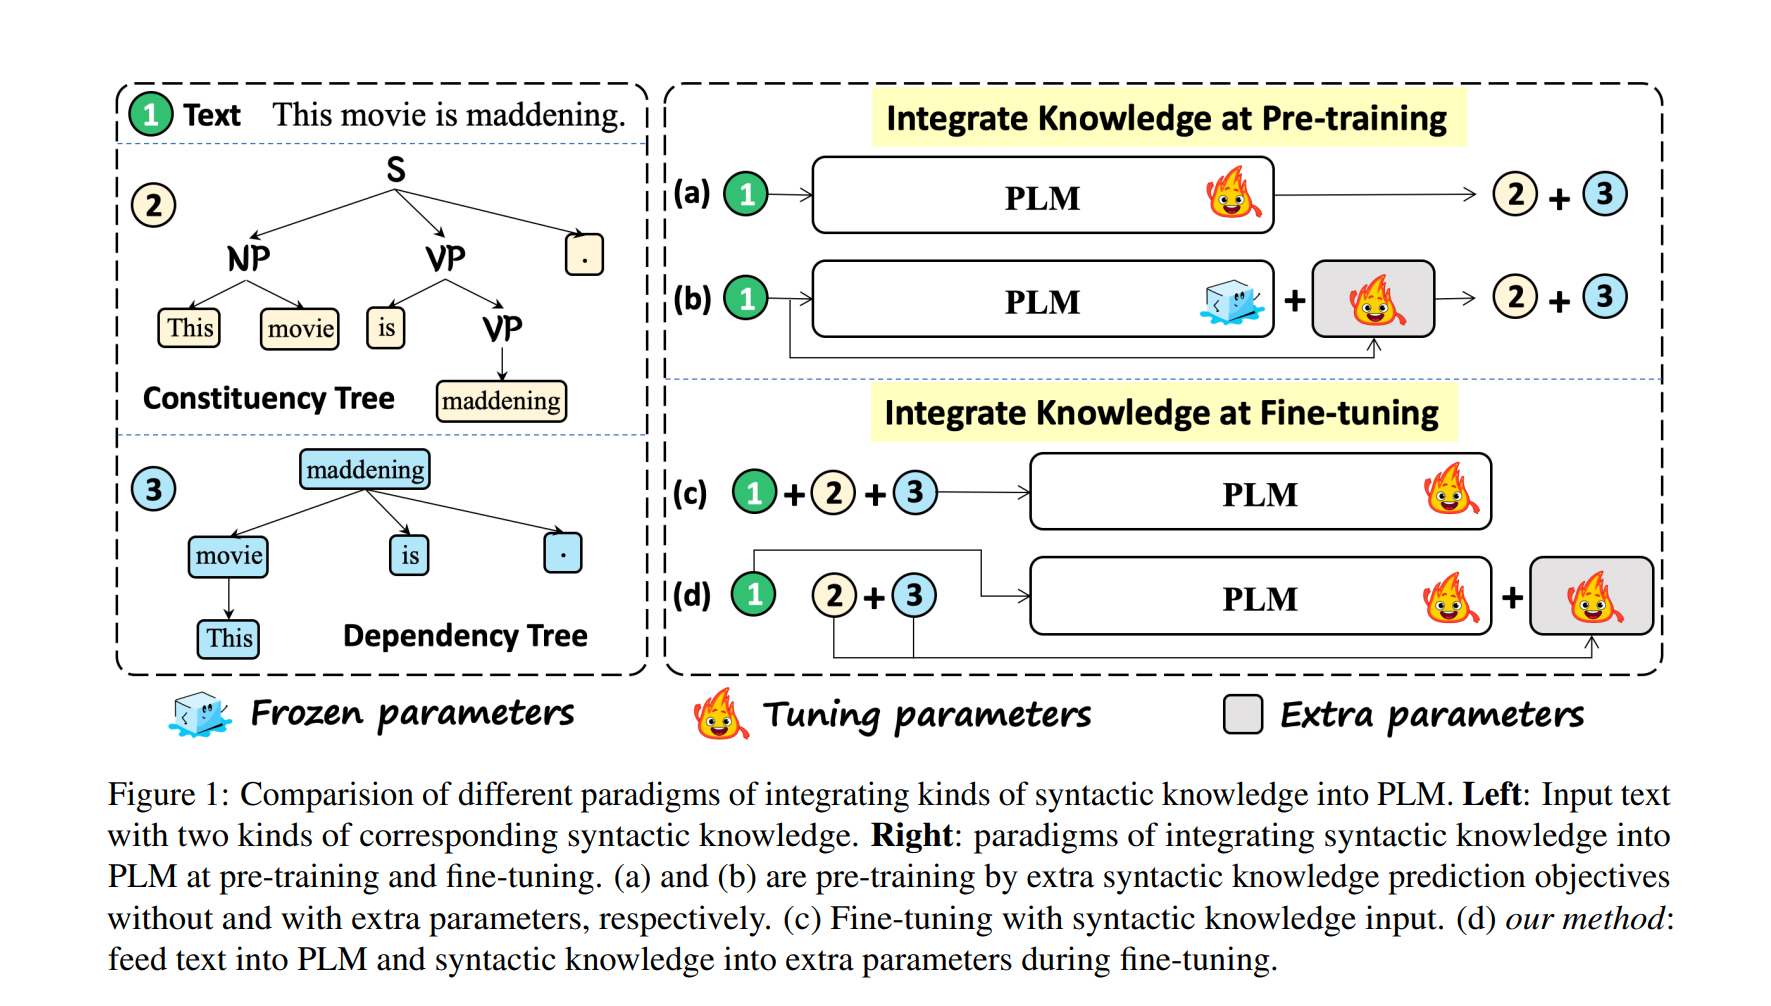 1 Text This movie is maddening.
2
S
NP VP .
This movie is VP
maddening
Constituency Tree
3
maddening
movie is .
This
Dependency Tree
Integrate Knowledge at Pre-training
(a) 1 PLM 2 + 3
(b) 1 PLM + 2 + 3
Integrate Knowledge at Fine-tuning
(c) 1 + 2 + 3 PLM
(d) 1 2 + 3 PLM +
Frozen parameters Tuning parameters Extra parameters
Figure 1: Comparision of different paradigms of integrating kinds of syntactic knowledge into PLM. Left: Input text
with two kinds of corresponding syntactic knowledge. Right: paradigms of integrating syntactic knowledge into
PLM at pre-training and fine-tuning. (a) and (b) are pre-training by extra syntactic knowledge prediction objectives
without and with extra parameters, respectively. (c) Fine-tuning with syntactic knowledge input. (d) our method:
feed text into PLM and syntactic knowledge into extra parameters during fine-tuning.